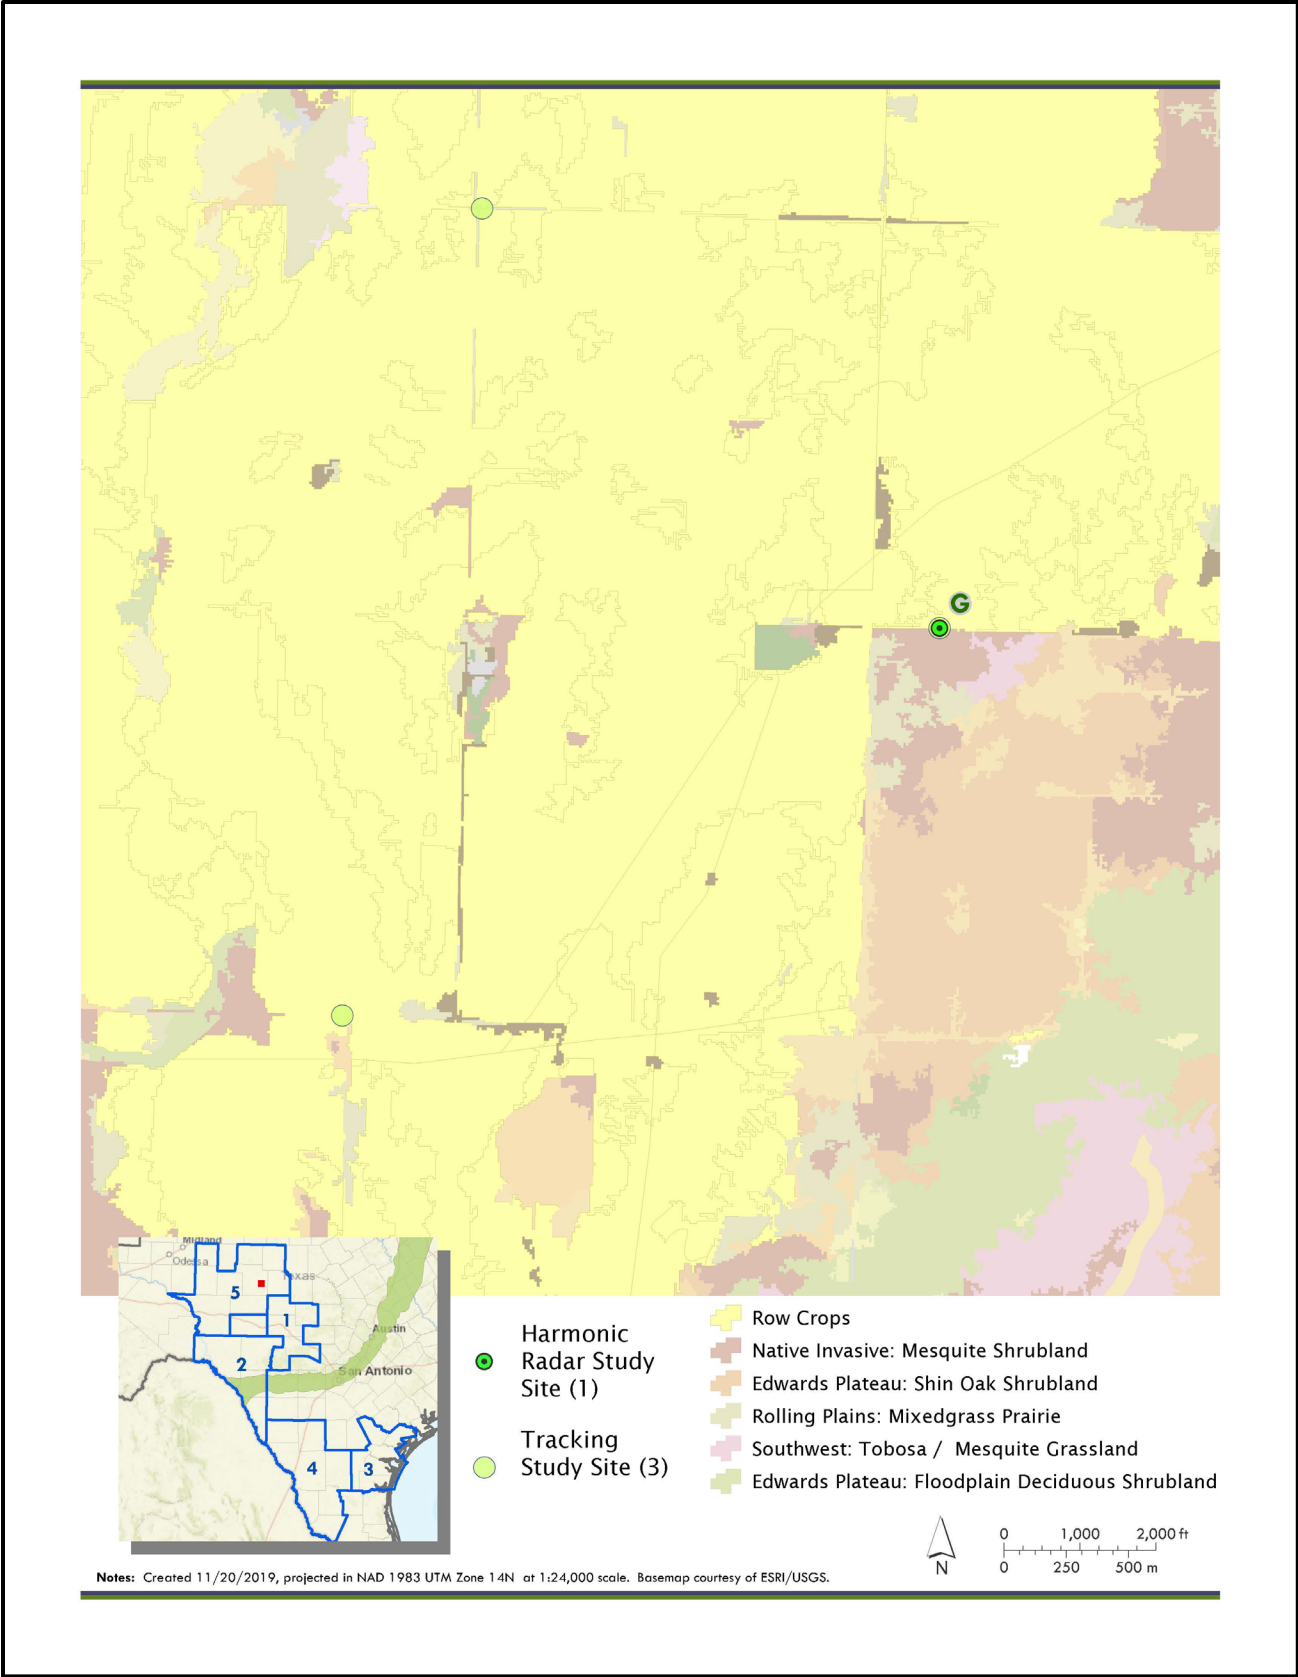 G
Midland
Odessa
Texas
5
1
Austin
2
San Antonio
4
3
Harmonic
Radar Study
Site (1)
Tracking
Study Site (3)
Row Crops
Native Invasive: Mesquite Shrubland
Edwards Plateau: Shin Oak Shrubland
Rolling Plains: Mixedgrass Prairie
Southwest: Tobosa / Mesquite Grassland
Edwards Plateau: Floodplain Deciduous Shrubland
N
0 1,000 2,000 ft
0 250 500 m
Notes: Created 11/20/2019, projected in NAD 1983 UTM Zone 14N at 1:24,000 scale. Basemap courtesy of ESRI/USGS.